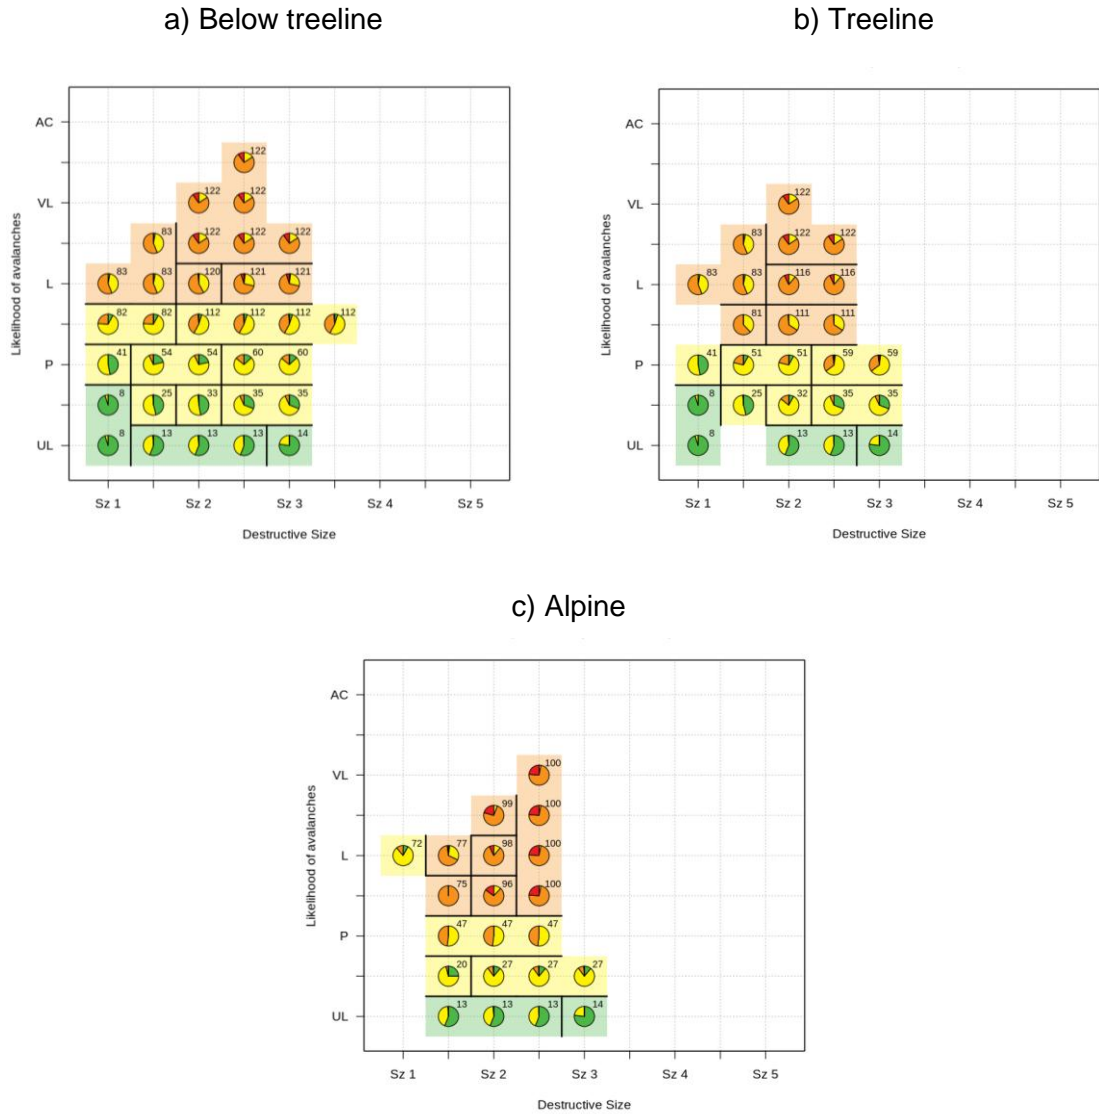 a) Below treeline
b) Treeline
AC
122
VL
122
122
83
122
122
122
L
83
83
120
121
121
82
82
112
112
112
112
P
41
54
54
60
60
8
25
33
35
35
UL
8
13
13
13
14
Sz 1
Sz 2
Sz 3
Sz 4
Sz 5
Likelihood of avalanches
Destructive Size
AC
VL
122
83
122
122
L
83
83
116
116
81
111
111
P
41
51
51
59
59
8
25
32
35
35
UL
8
13
13
14
Sz 1
Sz 2
Sz 3
Sz 4
Sz 5
Likelihood of avalanches
Destructive Size
c) Alpine
AC
VL
100
99
100
L
72
77
98
100
75
96
100
P
47
47
47
20
27
27
27
UL
13
13
13
14
Sz 1
Sz 2
Sz 3
Sz 4
Sz 5
Likelihood of avalanches
Destructive Size